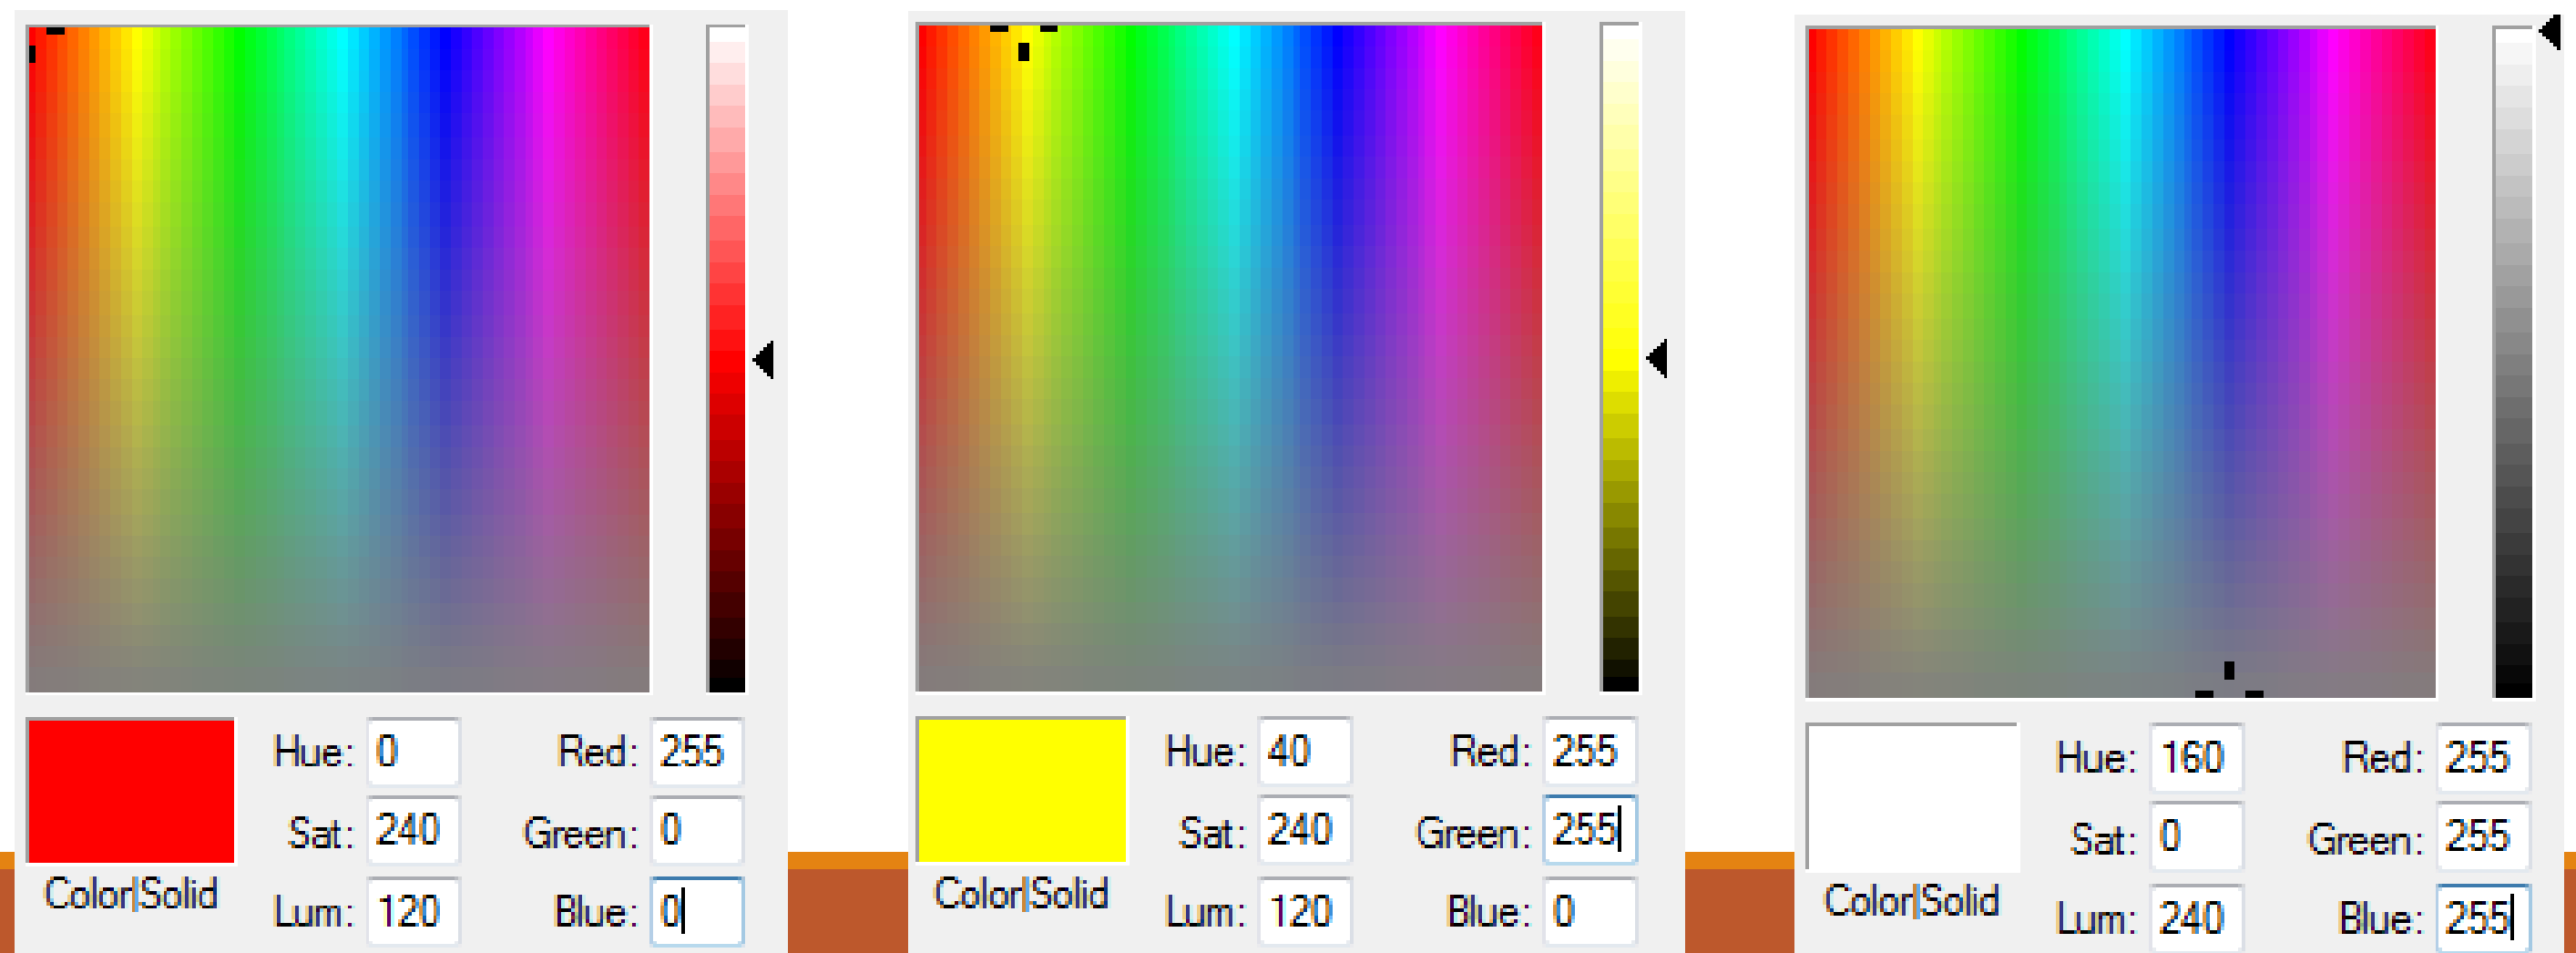 Hue: 0 Red: 255
Sat: 240 Green: 0
Color|Solid
Lum: 120 Blue: 0
Hue: 40 Red: 255
Sat: 240 Green: 255
Color|Solid
Lum: 120 Blue: 0
Hue: 160 Red: 255
Sat: 0 Green: 255
Color|Solid
Lum: 240 Blue: 255